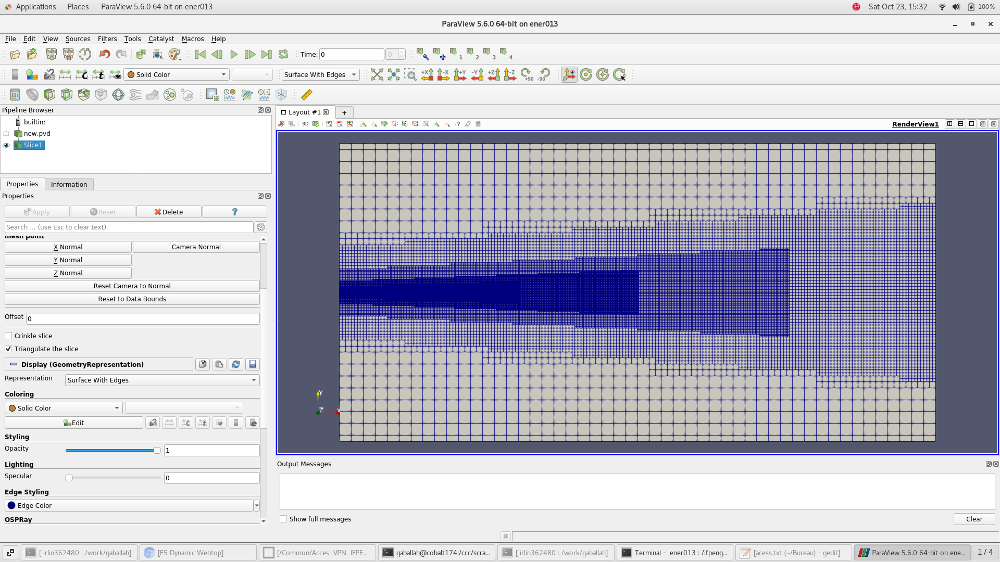 Applications Places ParaView 5.6.0 64-bit on ener013 Sat Oct 23, 15:32 100%
ParaView 5.6.0 64-bit on ener013
File Edit View Sources Filters Tools Catalyst Macros Help
Time: 0 0 1 2 3 4
Solid Color Surface With Edges +X -X +Y -Y +Z -Z +90 -90
Pipeline Browser
builtin:
new.pvd
Slice1
Layout #1 +
3D
RenderView1
Properties Information
Properties
Apply Reset Delete ?
Search ... (use Esc to clear text)
mesh point
X Normal Camera Normal
Y Normal
Z Normal
Reset Camera to Normal
Reset to Data Bounds
Offset 0
Crinkle slice
Triangulate the slice
Display (GeometryRepresentation)
Representation Surface With Edges
Coloring
Solid Color
Edit
Styling
Opacity 1
Lighting
Specular 0
Edge Styling
Edge Color
OSPRay
Y
Z X
Output Messages
Show full messages Clear
[ irlin362480 : /work/gaballah] [F5 Dynamic Webtop] [/Common/Acces_VPN_IFPE... gaballah@cobalt174:/ccc/scra... [ irlin362480 : /work/gaballah] Terminal - ener013 : /ifpeng... [acess.txt (~/Bureau) - gedit] ParaView 5.6.0 64-bit on ene... 1 / 4